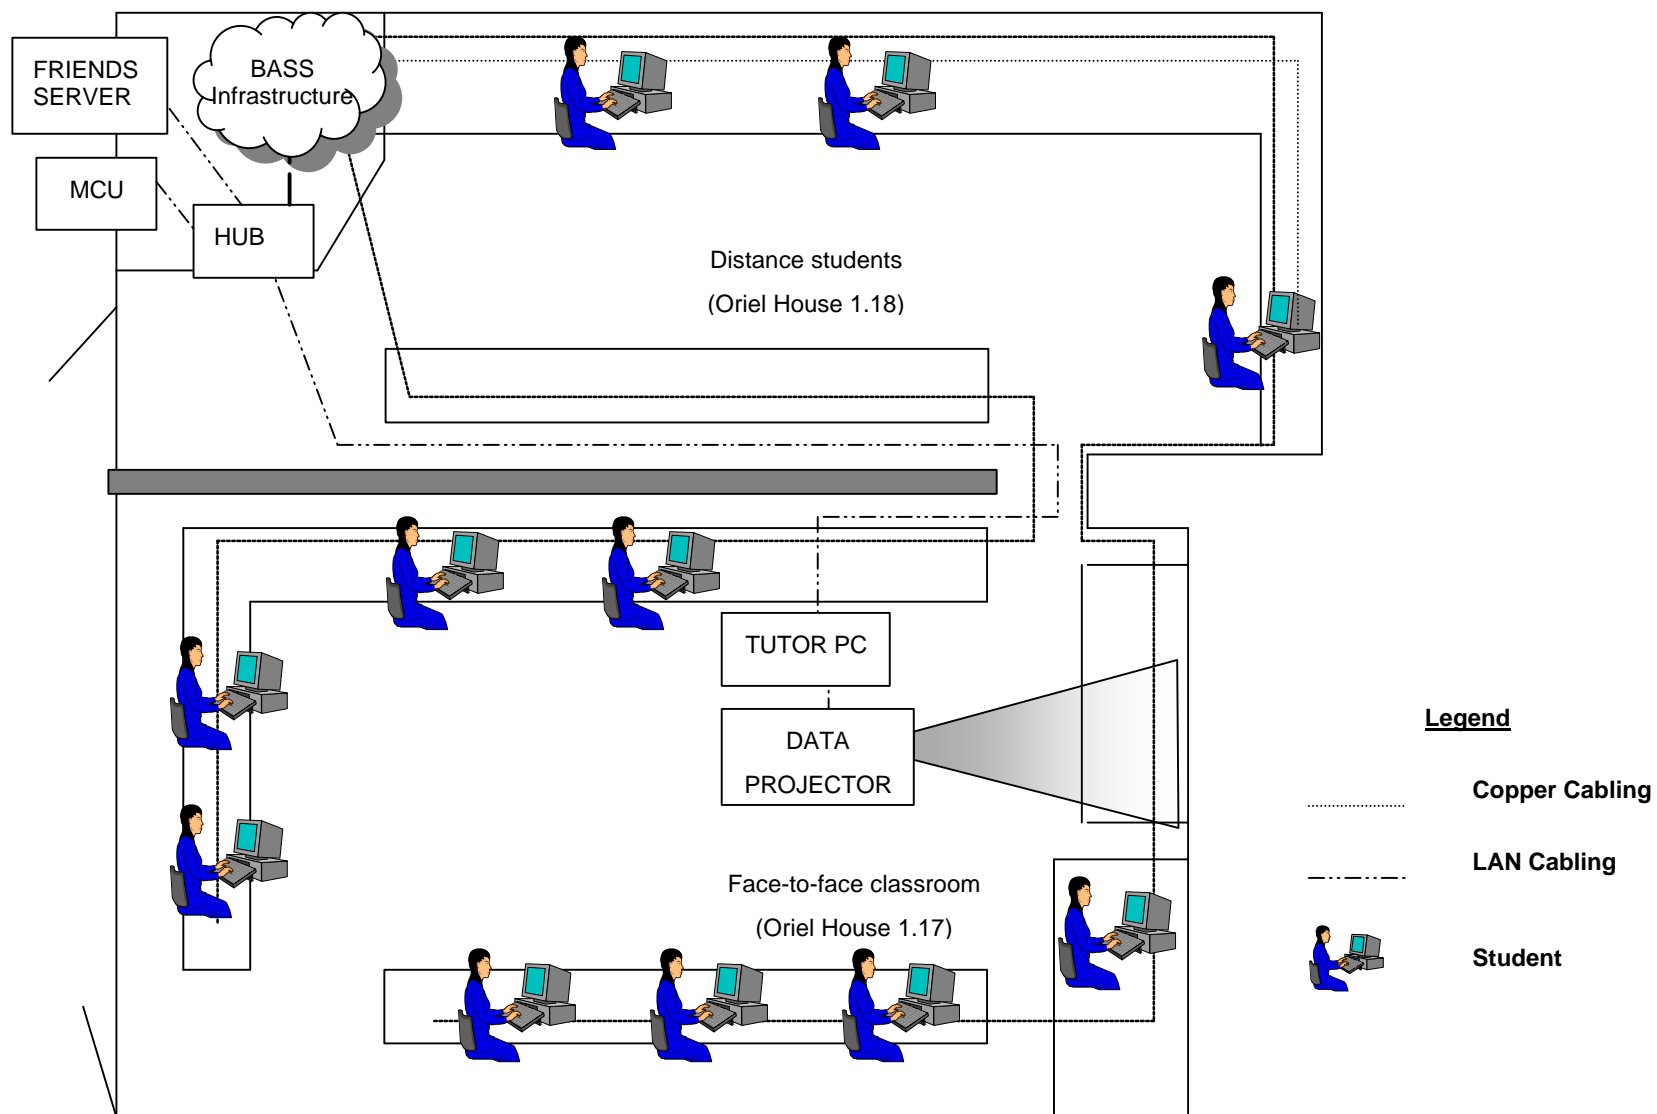 FRIENDS
SERVER
BASS
Infrastructure
MCU
HUB
Distance students
(Oriel House 1.18)
TUTOR PC
DATA
PROJECTOR
Face-to-face classroom
(Oriel House 1.17)
Legend
Copper Cabling
LAN Cabling
Student